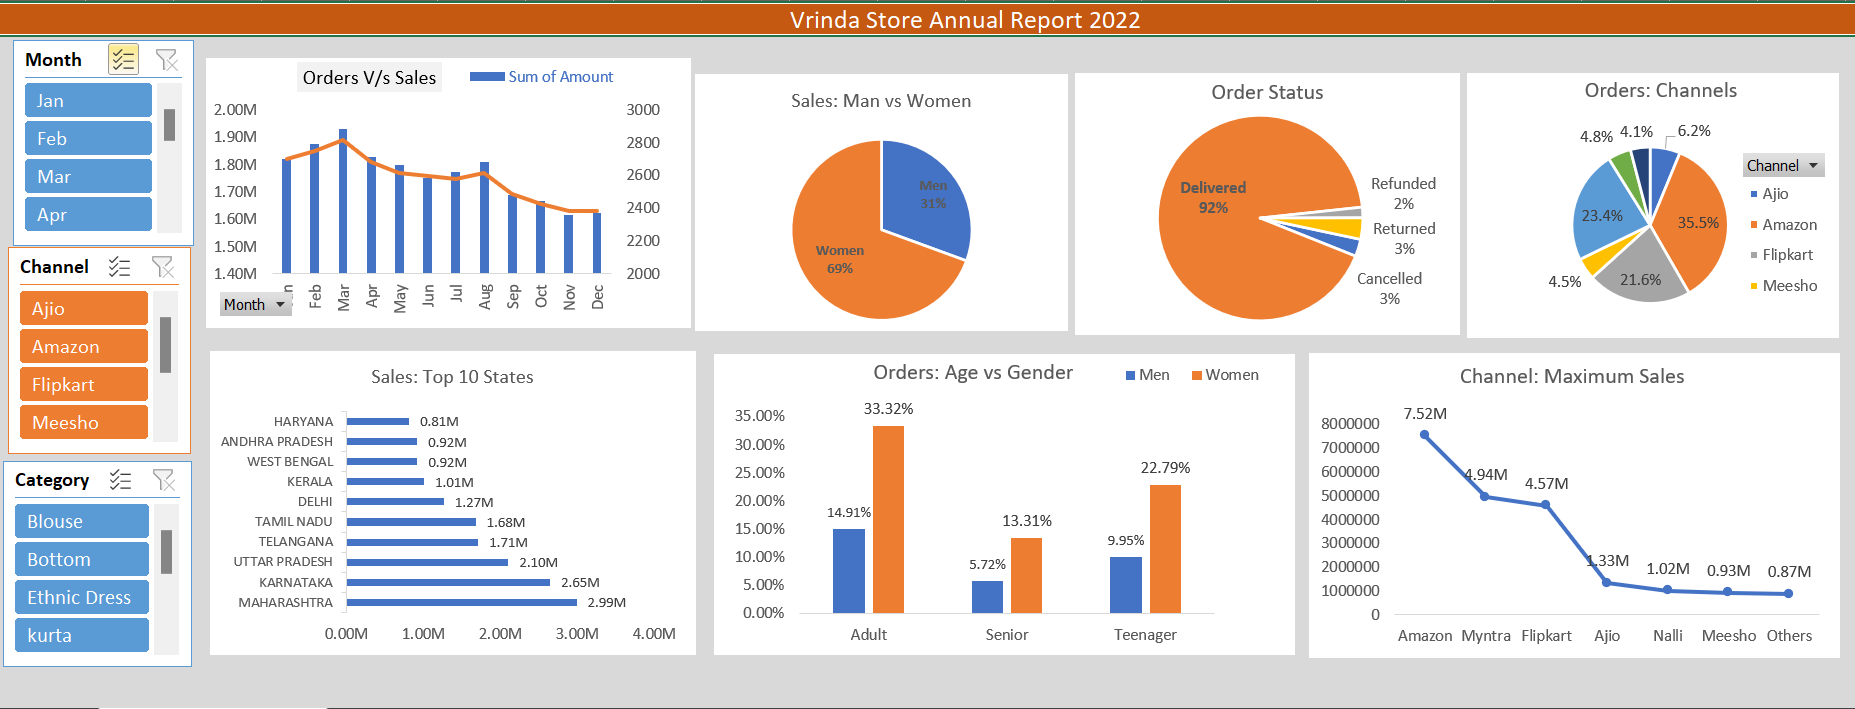 Vrinda Store Annual Report 2022
Month
Jan
Feb
Mar
Apr
Channel
Ajio
Amazon
Flipkart
Meesho
Category
Blouse
Bottom
Ethnic Dress
kurta
Orders V/s Sales
Sum of Amount
2.00M
1.90M
1.80M
1.70M
1.60M
1.50M
1.40M
3000
2800
2600
2400
2200
2000
Feb
Mar
Apr
May
Jun
Jul
Aug
Sep
Oct
Nov
Dec
Month
Sales: Man vs Women
Men
31%
Women
69%
Order Status
Delivered
92%
Refunded
2%
Returned
3%
Cancelled
3%
Orders: Channels
4.8%
4.1%
6.2%
23.4%
35.5%
4.5%
21.6%
Channel
Ajio
Amazon
Flipkart
Meesho
Sales: Top 10 States
HARYANA 0.81M
ANDHRA PRADESH 0.92M
WEST BENGAL 0.92M
KERALA 1.01M
DELHI 1.27M
TAMIL NADU 1.68M
TELANGANA 1.71M
UTTAR PRADESH 2.10M
KARNATAKA 2.65M
MAHARASHTRA 2.99M
0.00M 1.00M 2.00M 3.00M 4.00M
Orders: Age vs Gender
Men Women
35.00%
30.00%
25.00%
20.00%
15.00%
10.00%
5.00%
0.00%
14.91%
33.32%
5.72%
13.31%
9.95%
22.79%
Adult Senior Teenager
Channel: Maximum Sales
8000000
7000000
6000000
5000000
4000000
3000000
2000000
1000000
0
7.52M
4.94M
4.57M
1.33M
1.02M
0.93M
0.87M
Amazon Myntra Flipkart Ajio Nalli Meesho Others